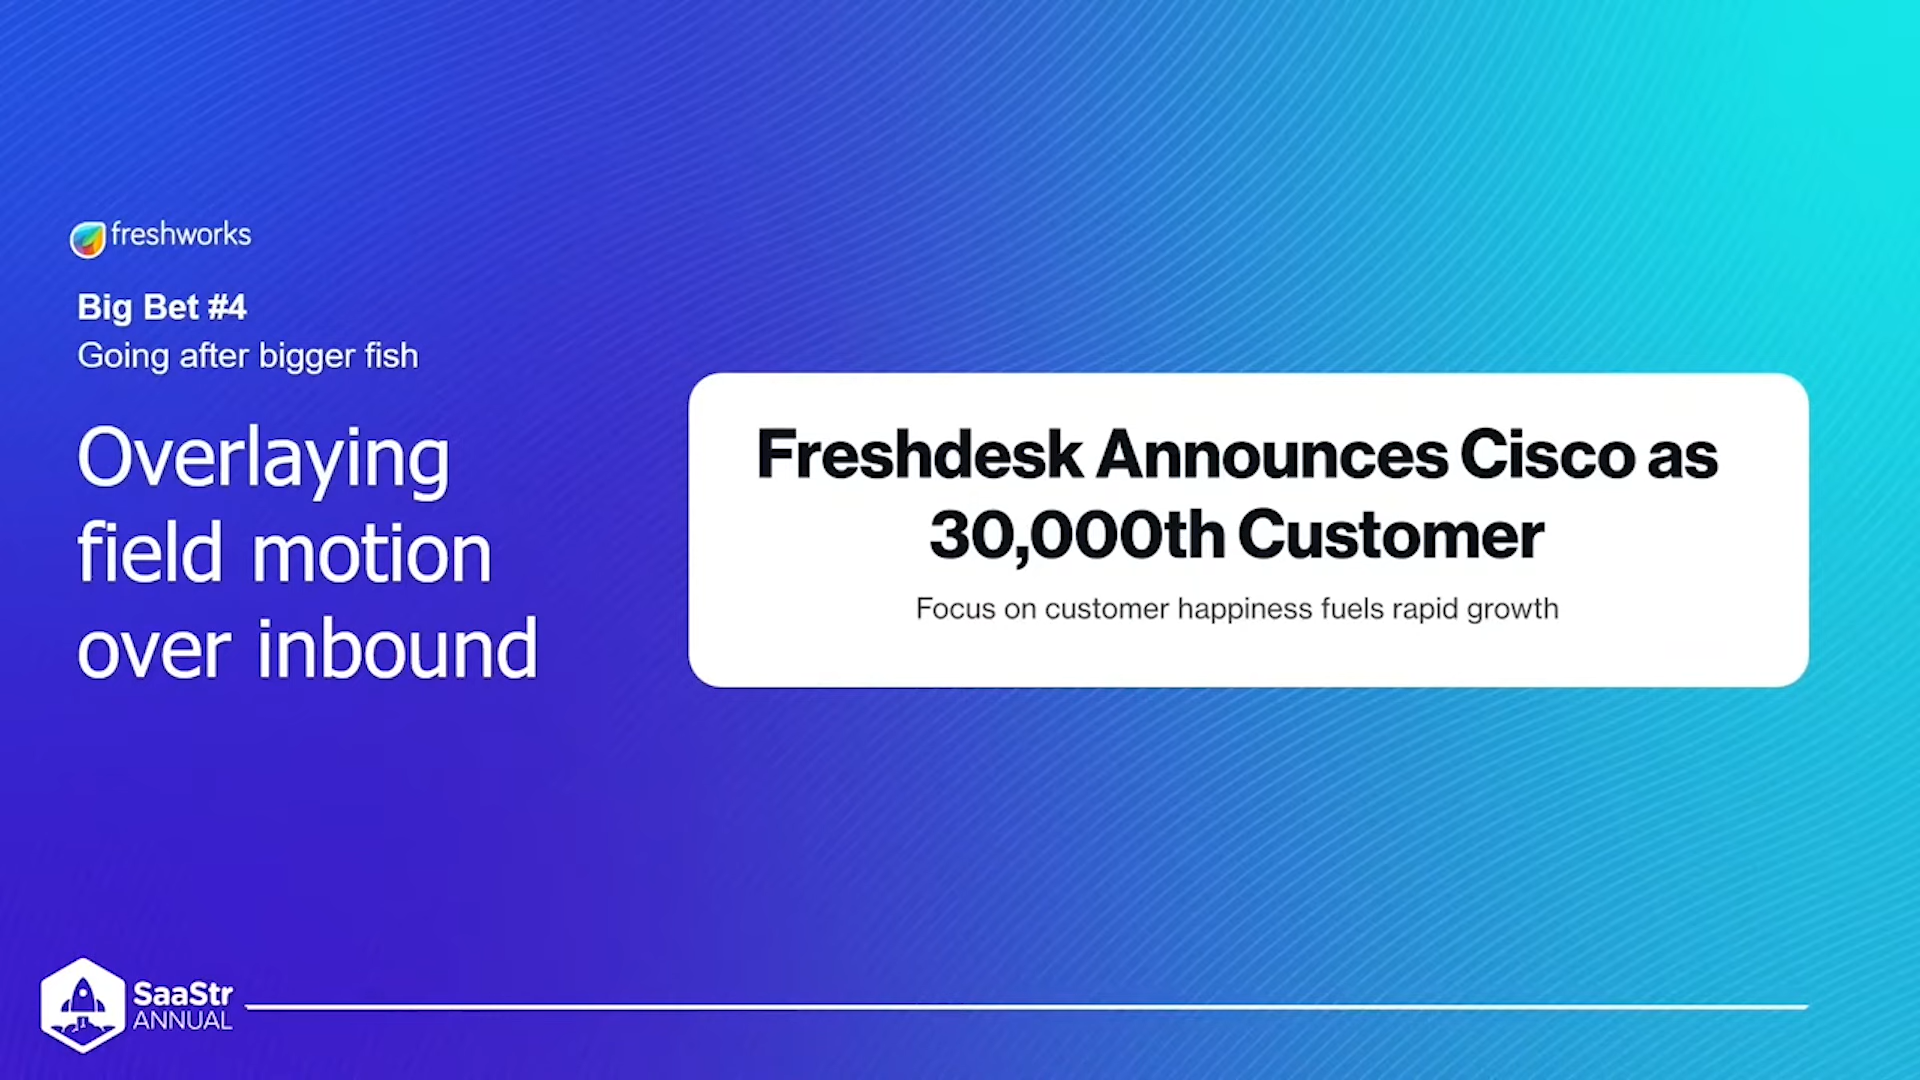 freshworks
Big Bet #4
Going after bigger fish
Overlaying
field motion
over inbound
Freshdesk Announces Cisco as
30,000th Customer
Focus on customer happiness fuels rapid growth
SaaStr
ANNUAL